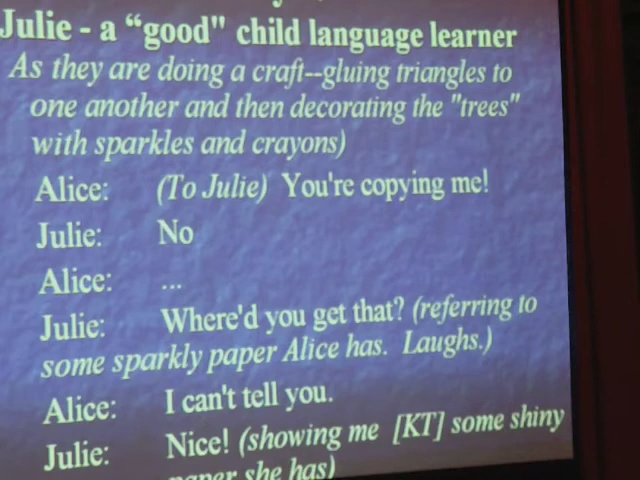 Julie - a “good" child language learner
As they are doing a craft--gluing triangles to
one another and then decorating the "trees"
with sparkles and crayons)
Alice: (To Julie) You're copying me!
Julie: No
Alice: ...
Julie: Where'd you get that? (referring to
some sparkly paper Alice has. Laughs.)
Alice: I can't tell you.
Julie: Nice! (showing me [KT] some shiny
paper she has)